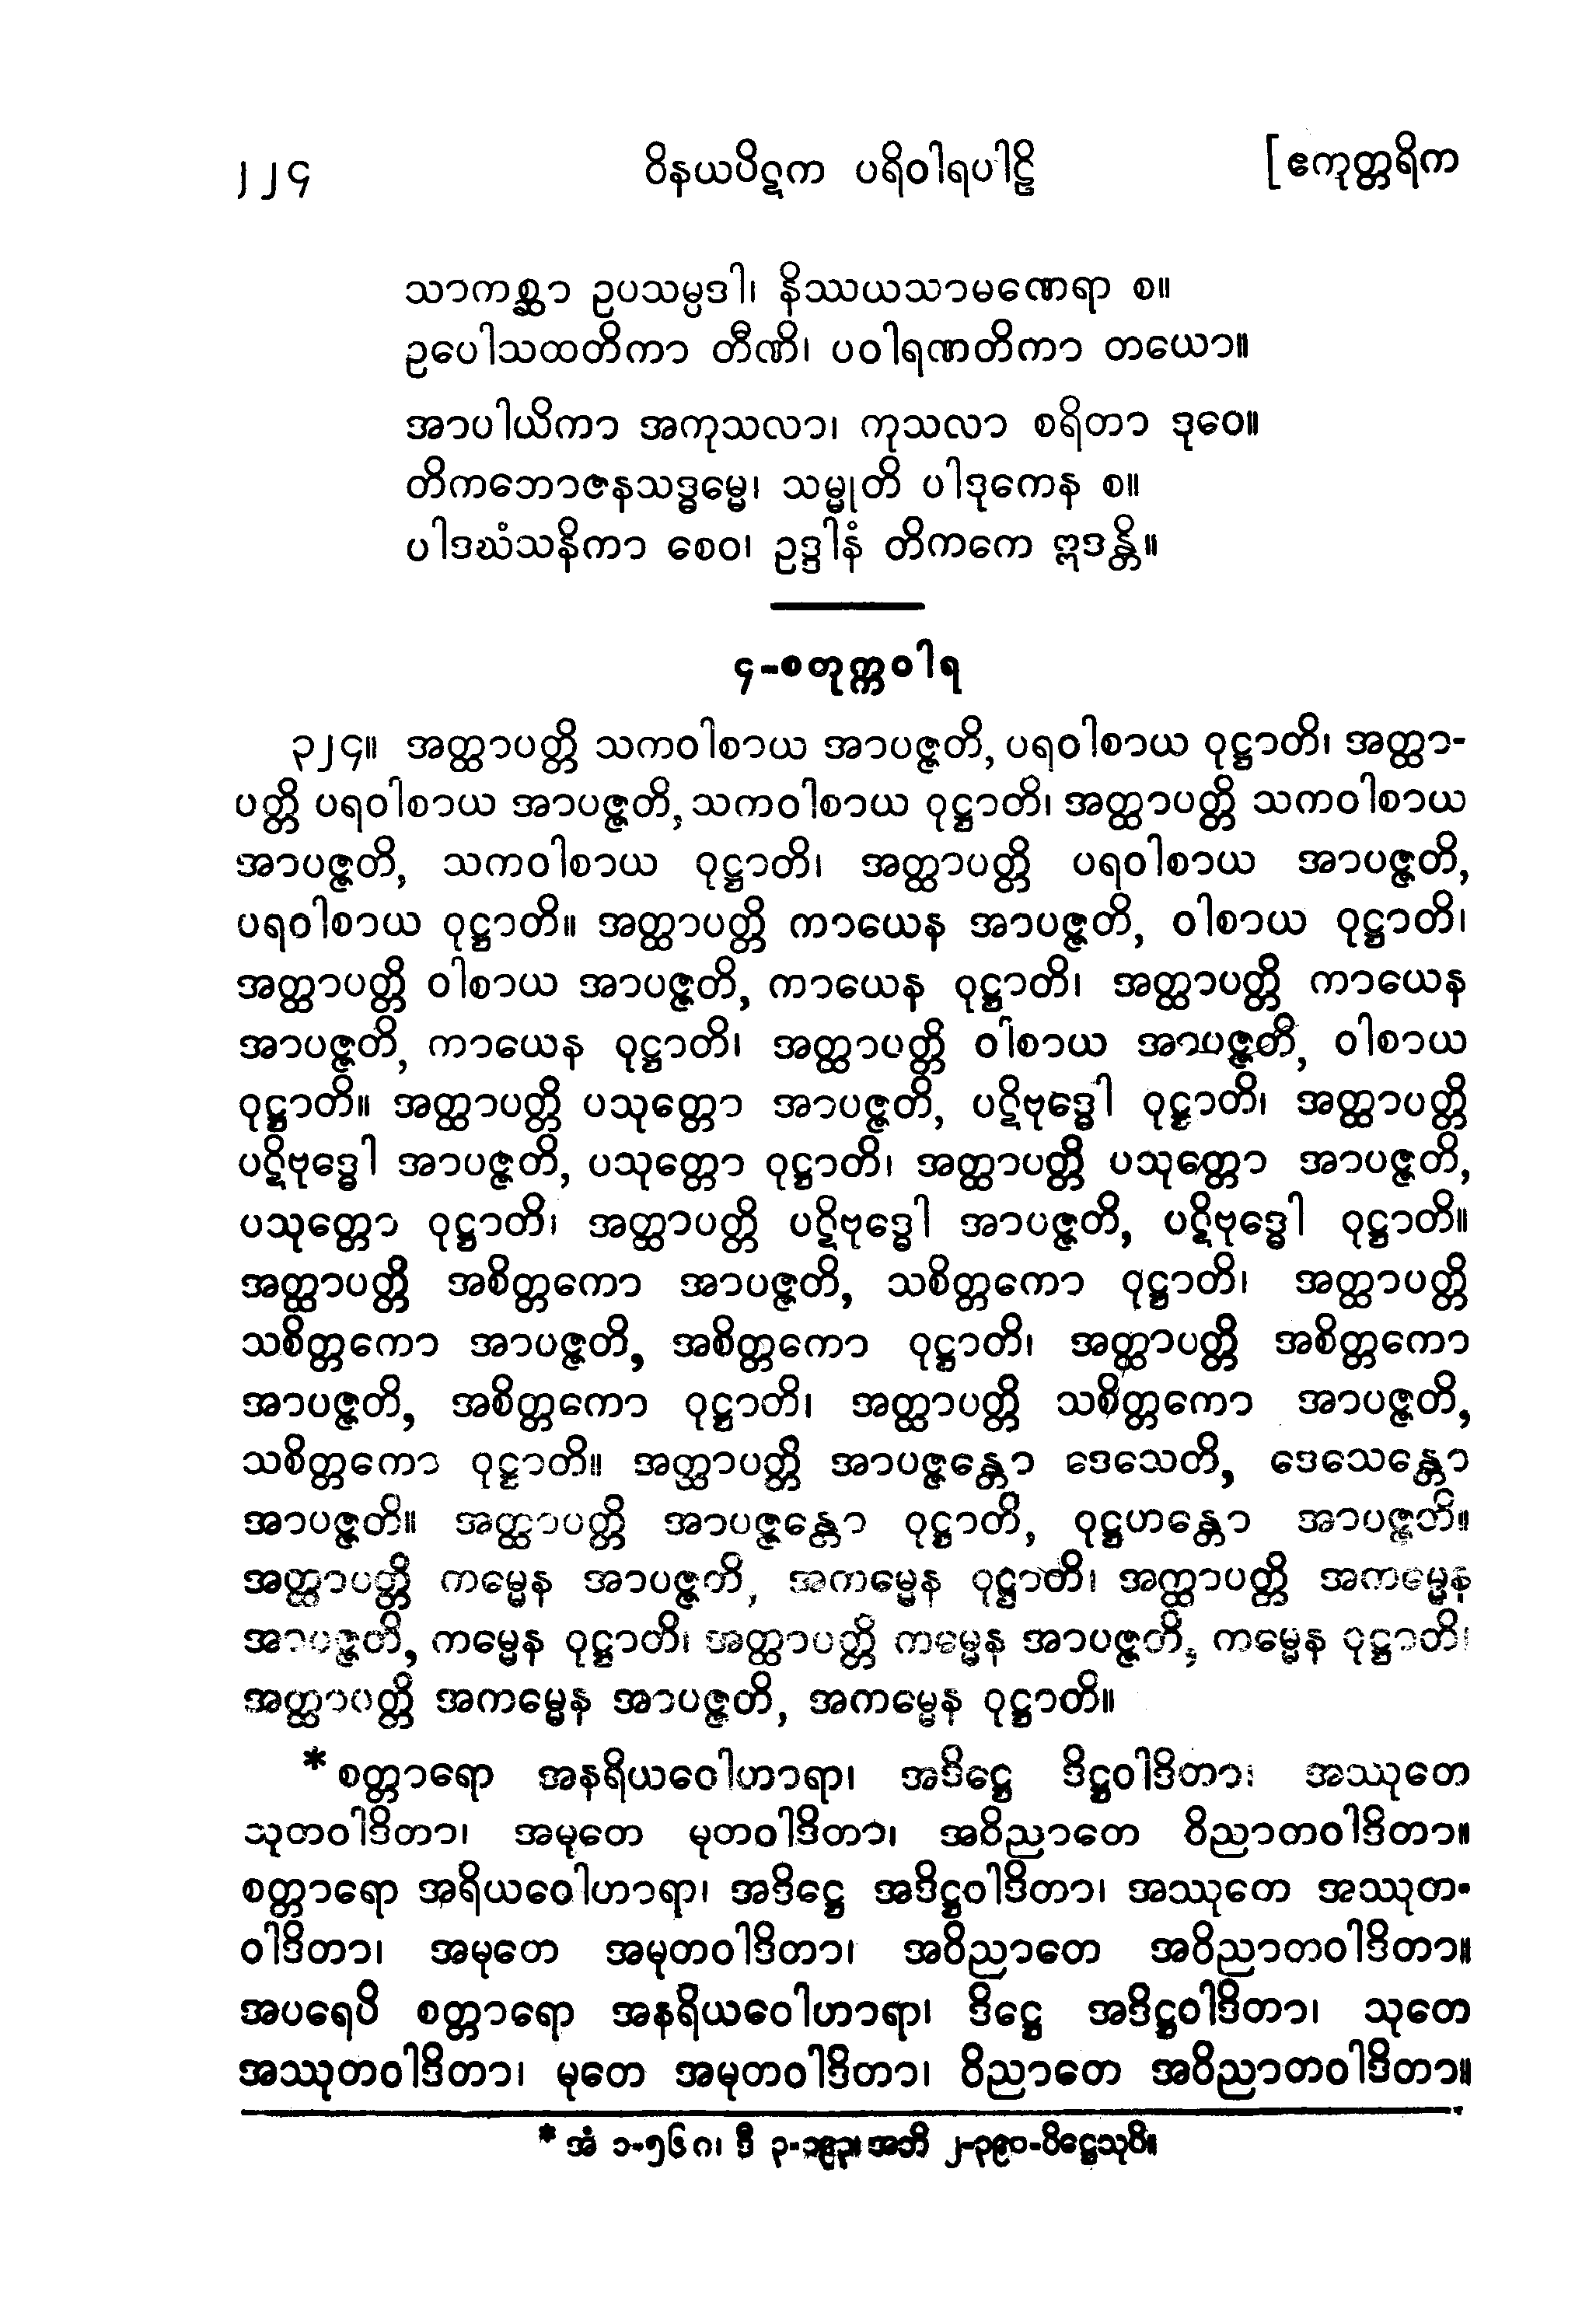 ၂၂၄ ဝိနယပိဋက ပရိဝါရပါဠိ [ဧကုတ္တရိက
သာကစ္ဆာ ဥပသမ္ပဒါ၊ နိဿယသာမဏေရာ စ။
ဥပေါသထတိကာ တီဏိ၊ ပဝါရဏတိကာ တယော။
အာပါယိကာ အကုသလာ၊ ကုသလာ စရိတာ ဒုဝေ။
တိကဘောဇနသဒ္ဓမ္မေ၊ သမ္မုတိ ပါဒုကေန စ။
ပါဒဃံသနိကာ စေဝ၊ ဥဒ္ဒါနံ တိကကေ ဣဒန္တိ။
၄-စတုက္ကဝါရ
၃၂၄။ အတ္ထာပတ္တိ သကဝါစာယ အာပဇ္ဇတိ, ပရဝါစာယ ဝုဋ္ဌာတိ၊ အတ္ထာ-
ပတ္တိ ပရဝါစာယ အာပဇ္ဇတိ, သကဝါစာယ ဝုဋ္ဌာတိ၊ အတ္ထာပတ္တိ သကဝါစာယ
အာပဇ္ဇတိ, သကဝါစာယ ဝုဋ္ဌာတိ၊ အတ္ထာပတ္တိ ပရဝါစာယ အာပဇ္ဇတိ,
ပရဝါစာယ ဝုဋ္ဌာတိ။ အတ္ထာပတ္တိ ကာယေန အာပဇ္ဇတိ, ဝါစာယ ဝုဋ္ဌာတိ၊
အတ္ထာပတ္တိ ဝါစာယ အာပဇ္ဇတိ, ကာယေန ဝုဋ္ဌာတိ၊ အတ္ထာပတ္တိ ကာယေန
အာပဇ္ဇတိ, ကာယေန ဝုဋ္ဌာတိ၊ အတ္ထာပတ္တိ ဝါစာယ အာပဇ္ဇတိ, ဝါစာယ
ဝုဋ္ဌာတိ။ အတ္ထာပတ္တိ ပသုတ္တော အာပဇ္ဇတိ, ပဋိဗုဒ္ဓေါ ဝုဋ္ဌာတိ၊ အတ္ထာပတ္တိ
ပဋိဗုဒ္ဓေါ အာပဇ္ဇတိ, ပသုတ္တော ဝုဋ္ဌာတိ၊ အတ္ထာပတ္တိ ပသုတ္တော အာပဇ္ဇတိ,
ပသုတ္တော ဝုဋ္ဌာတိ၊ အတ္ထာပတ္တိ ပဋိဗုဒ္ဓေါ အာပဇ္ဇတိ, ပဋိဗုဒ္ဓေါ ဝုဋ္ဌာတိ။
အတ္ထာပတ္တိ အစိတ္တကော အာပဇ္ဇတိ, သစိတ္တကော ဝုဋ္ဌာတိ၊ အတ္ထာပတ္တိ
သစိတ္တကော အာပဇ္ဇတိ, အစိတ္တကော ဝုဋ္ဌာတိ၊ အတ္ထာပတ္တိ အစိတ္တကော
အာပဇ္ဇတိ, အစိတ္တကော ဝုဋ္ဌာတိ၊ အတ္ထာပတ္တိ သစိတ္တကော အာပဇ္ဇတိ,
သစိတ္တကော ဝုဋ္ဌာတိ။ အတ္ထာပတ္တိ အာပဇ္ဇန္တော ဒေသေတိ, ဒေသေန္တော
အာပဇ္ဇတိ။ အတ္ထာပတ္တိ အာပဇ္ဇန္တော ဝုဋ္ဌာတိ, ဝုဋ္ဌဟန္တော အာပဇ္ဇတိ။
အတ္ထာပတ္တိ ကမ္မေန အာပဇ္ဇတိ, အကမ္မေန ဝုဋ္ဌာတိ၊ အတ္ထာပတ္တိ အကမ္မေန
အာပဇ္ဇတိ, ကမ္မေန ဝုဋ္ဌာတိ၊ အတ္ထာပတ္တိ ကမ္မေန အာပဇ္ဇတိ, ကမ္မေန ဝုဋ္ဌာတိ၊
အတ္ထာပတ္တိ အကမ္မေန အာပဇ္ဇတိ, အကမ္မေန ဝုဋ္ဌာတိ။
* စတ္တာရော အနရိယဝေါဟာရာ၊ အဒိဋ္ဌေ ဒိဋ္ဌဝါဒိတာ၊ အဿုတေ
သုတဝါဒိတာ၊ အမုတေ မုတဝါဒိတာ၊ အဝိညာတေ ဝိညာတဝါဒိတာ။
စတ္တာရော အရိယဝေါဟာရာ၊ အဒိဋ္ဌေ အဒိဋ္ဌဝါဒိတာ၊ အဿုတေ အဿုတ-
ဝါဒိတာ၊ အမုတေ အမုတဝါဒိတာ၊ အဝိညာတေ အဝိညာတဝါဒိတာ။
အပရေပိ စတ္တာရော အနရိယဝေါဟာရာ၊ ဒိဋ္ဌေ အဒိဋ္ဌဝါဒိတာ၊ သုတေ
အဿုတဝါဒိတာ၊ မုတေ အမုတဝါဒိတာ၊ ဝိညာတေ အဝိညာတဝါဒိတာ။
* အံ ၁-၅၆၈၊ ဒီ အဘိ ၂-၃၉၀-ပိဋ္ဌေသုပိ။